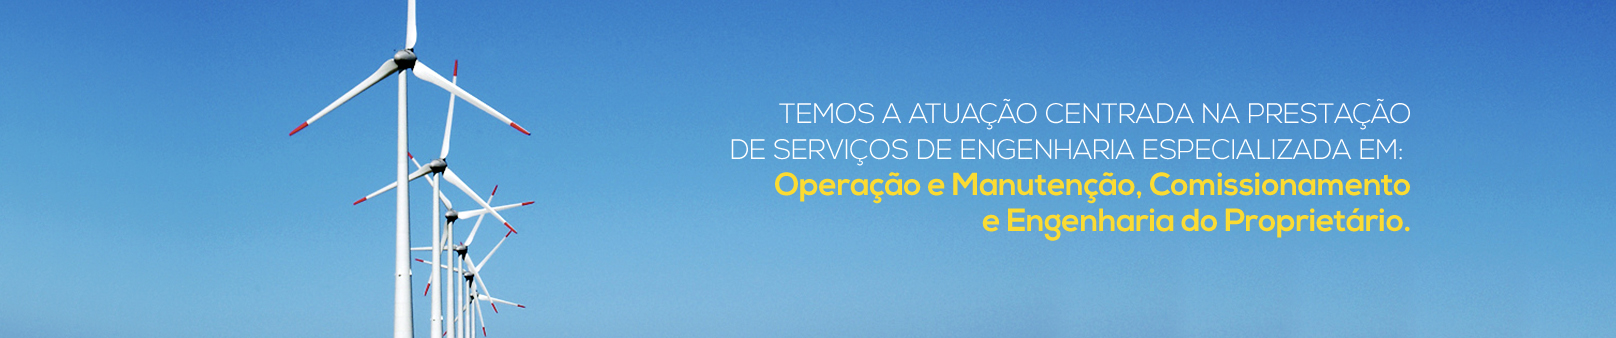 TEMOS A ATUAÇÃO CENTRADA NA PRESTAÇÃO
DE SERVIÇOS DE ENGENHARIA ESPECIALIZADA EM:
Operação e Manutenção, Comissionamento
e Engenharia do Proprietário.